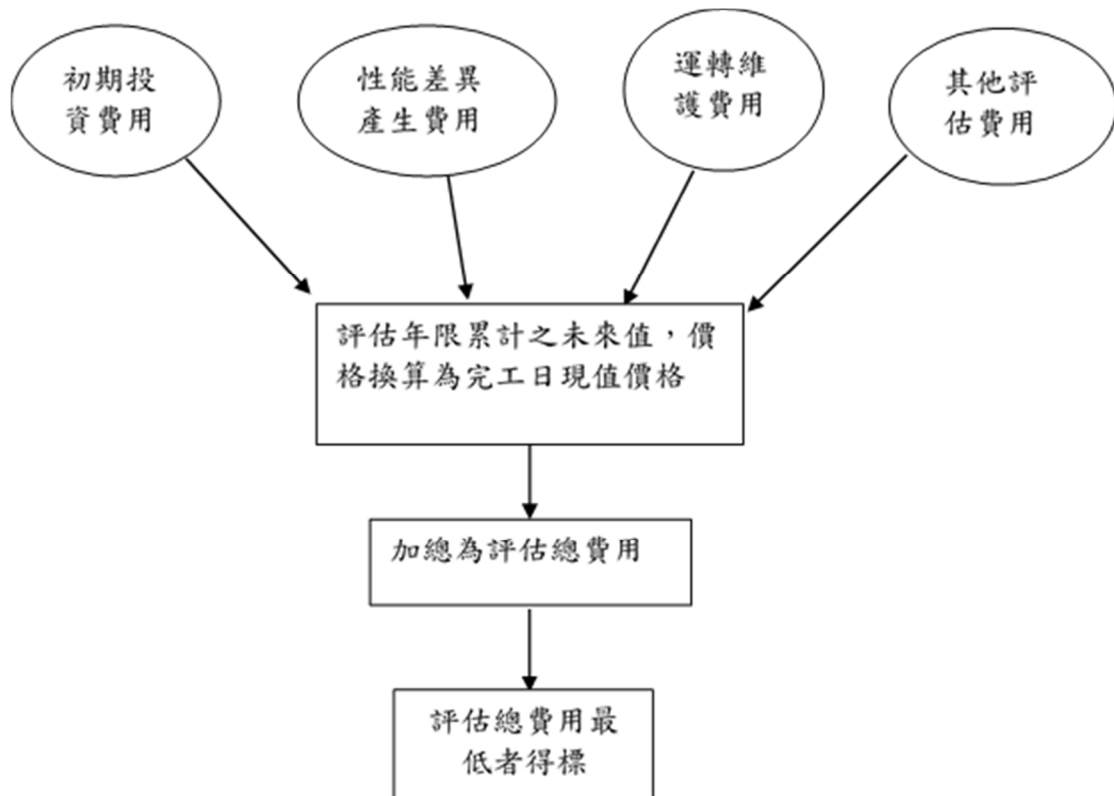 初期投
資費用
性能差異
產生費用
運轉維
護費用
其他評
估費用
評估年限累計之未來值，價
格換算為完工日現值價格
加總為評估總費用
評估總費用最
低者得標